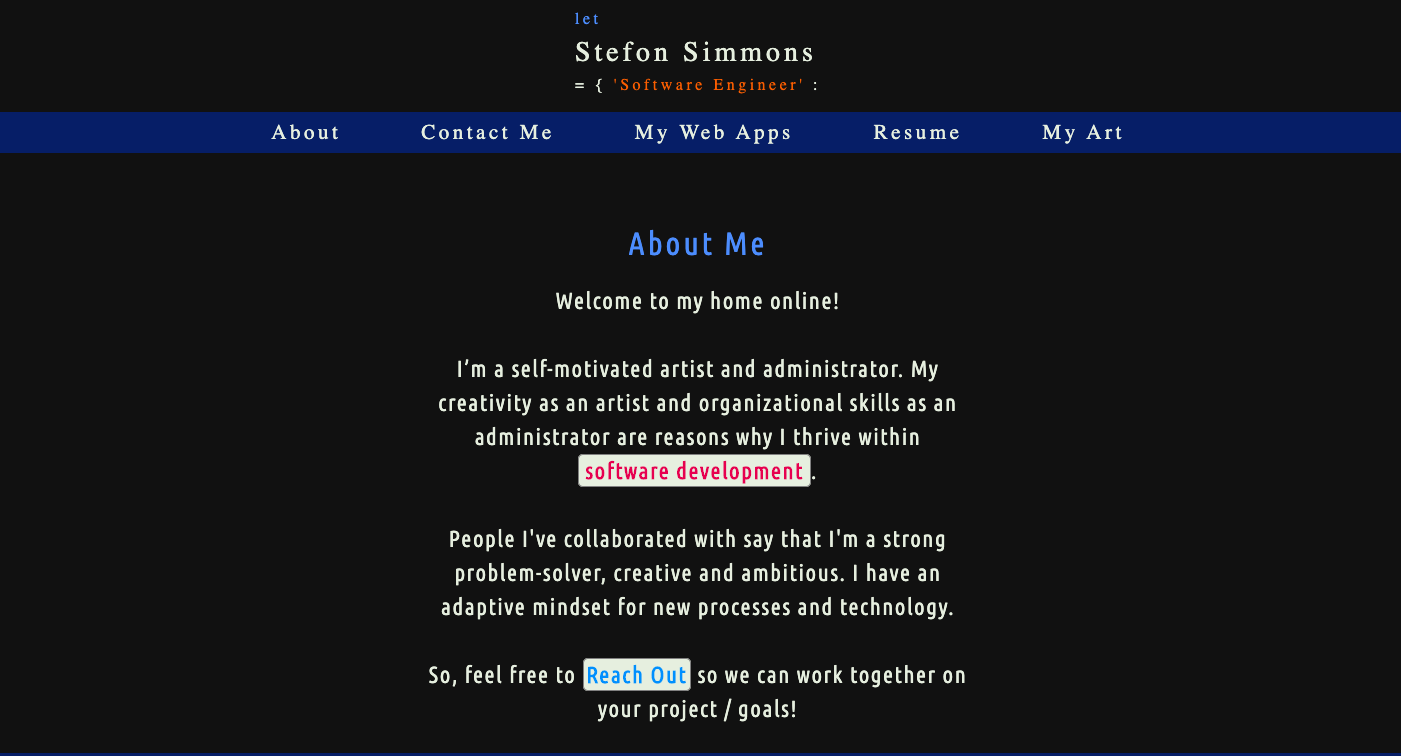 let
Stefon Simmons
= { 'Software Engineer' :
About Contact Me My Web Apps Resume My Art
About Me
Welcome to my home online!
I’m a self-motivated artist and administrator. My
creativity as an artist and organizational skills as an
administrator are reasons why I thrive within
software development.
People I've collaborated with say that I'm a strong
problem-solver, creative and ambitious. I have an
adaptive mindset for new processes and technology.
So, feel free to Reach Out so we can work together on
your project / goals!